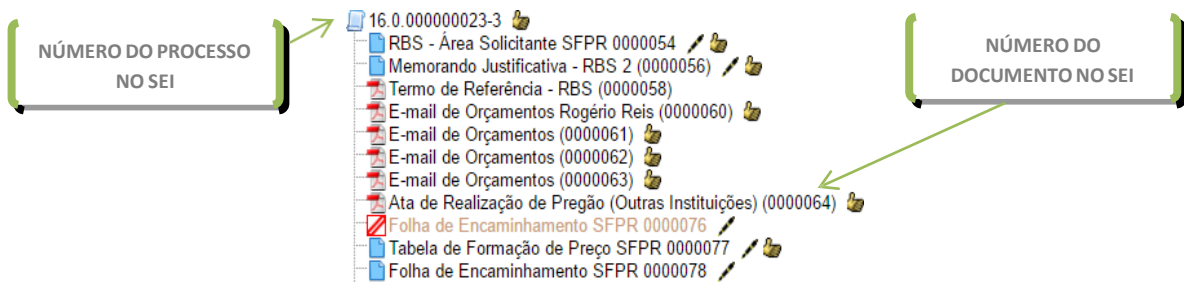 NÚMERO DO PROCESSO
NO SEI
16.0.000000023-3
RBS - Área Solicitante SFPR 0000054
Memorando Justificativa - RBS 2 (0000056)
Termo de Referência - RBS (0000058)
E-mail de Orçamentos Rogério Reis (0000060)
E-mail de Orçamentos (0000061)
E-mail de Orçamentos (0000062)
E-mail de Orçamentos (0000063)
Ata de Realização de Pregão (Outras Instituições) (0000064)
Folha de Encaminhamento SFPR 0000076
Tabela de Formação de Preço SFPR 0000077
Folha de Encaminhamento SFPR 0000078
NÚMERO DO
DOCUMENTO NO SEI